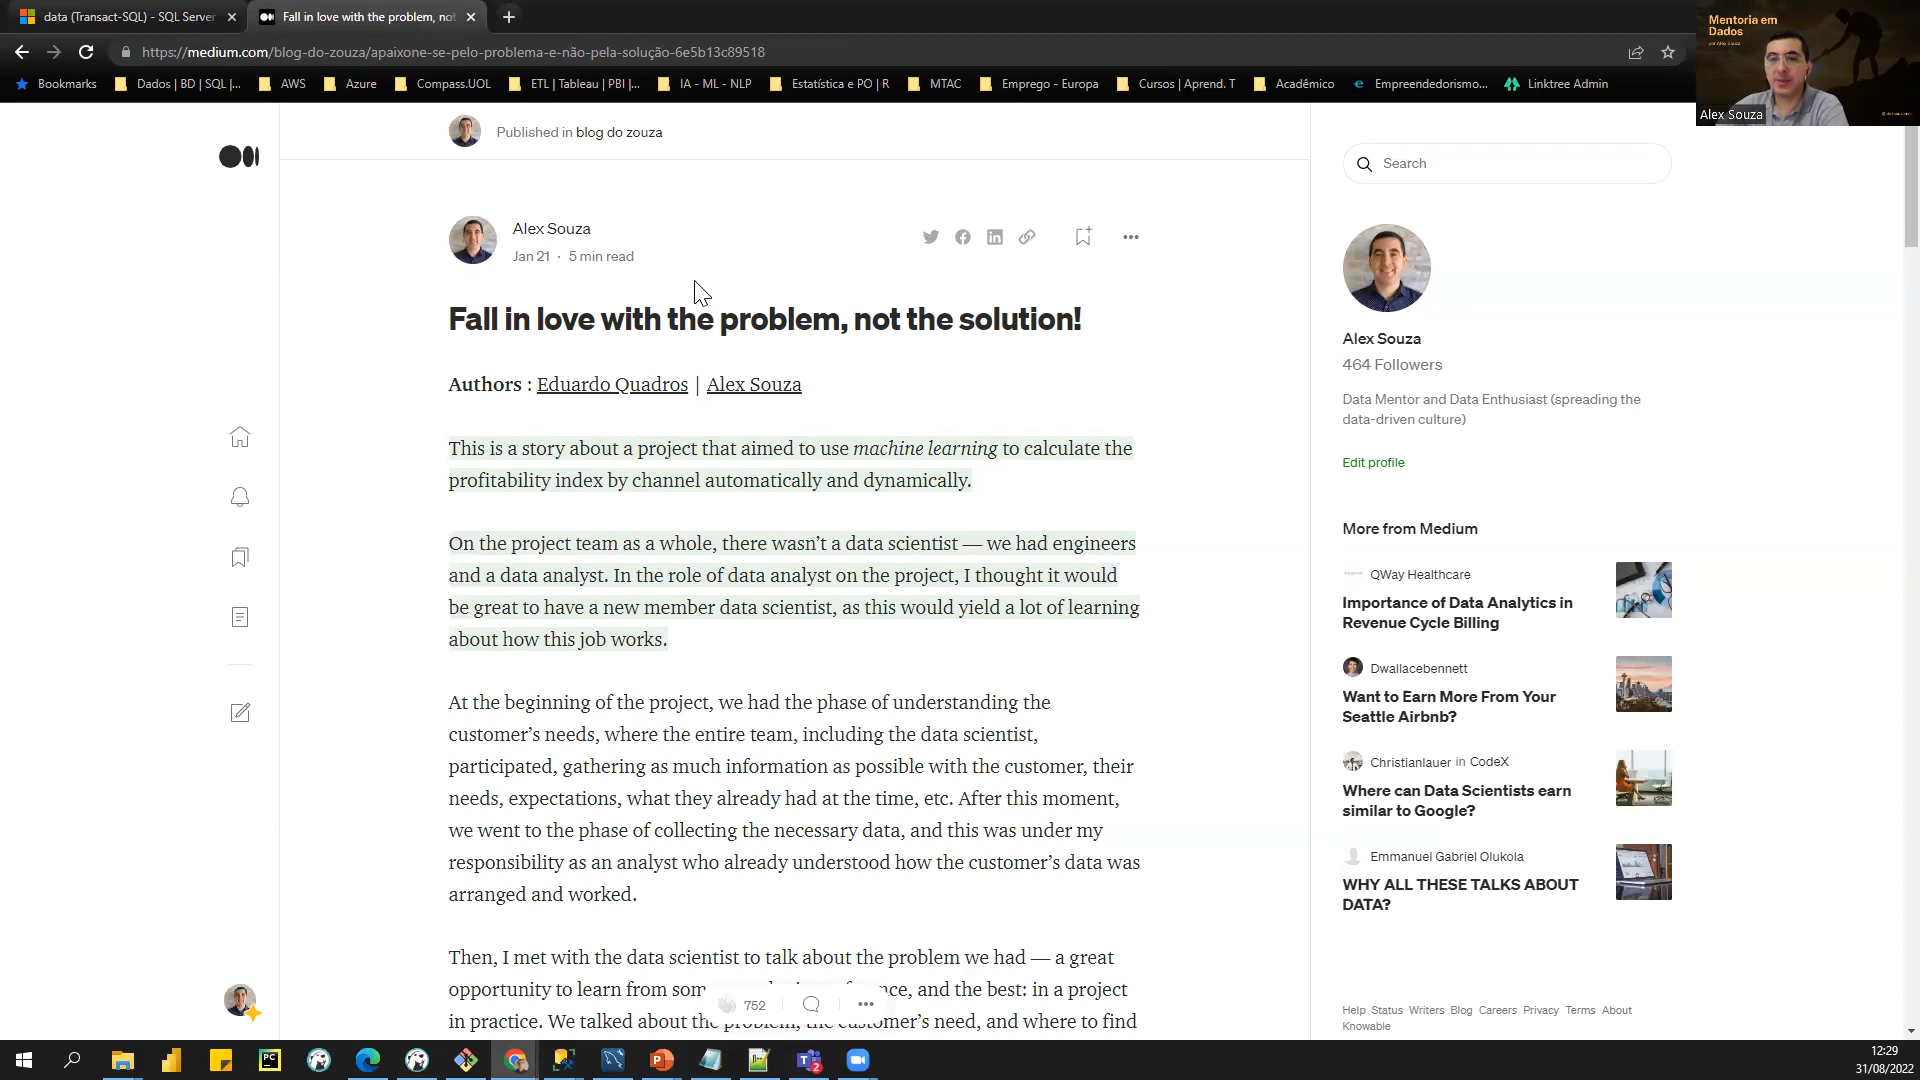 data (Transact-SQL) - SQL Server
Fall in love with the problem, not
https://medium.com/blog-do-zouza/apaixone-se-pelo-problema-e-não-pela-solução-6e5b13c89518
Bookmarks
Dados | BD | SQL |...
AWS
Azure
Compass.UOL
ETL | Tableau | PBI |...
IA - ML - NLP
Estatística e PO | R
MTAC
Emprego - Europa
Cursos | Aprend. T
Acadêmico
Empreendedorismo...
Linktree Admin
Mentoria em
Dados
Alex Souza
Published in blog do zouza
Alex Souza
Jan 21 · 5 min read
Fall in love with the problem, not the solution!
Authors : Eduardo Quadros | Alex Souza
This is a story about a project that aimed to use machine learning to calculate the
profitability index by channel automatically and dynamically.
On the project team as a whole, there wasn’t a data scientist — we had engineers
and a data analyst. In the role of data analyst on the project, I thought it would
be great to have a new member data scientist, as this would yield a lot of learning
about how this job works.
At the beginning of the project, we had the phase of understanding the
customer’s needs, where the entire team, including the data scientist,
participated, gathering as much information as possible with the customer, their
needs, expectations, what they already had at the time, etc. After this moment,
we went to the phase of collecting the necessary data, and this was under my
responsibility as an analyst who already understood how the customer’s data was
arranged and worked.
Then, I met with the data scientist to talk about the problem we had — a great
opportunity to learn from som nce, and the best: in a project
in practice. We talked about the problem, the customer’s need, and where to find
752
Search
Alex Souza
464 Followers
Data Mentor and Data Enthusiast (spreading the
data-driven culture)
Edit profile
More from Medium
QWay Healthcare
Importance of Data Analytics in
Revenue Cycle Billing
Dwallacebennett
Want to Earn More From Your
Seattle Airbnb?
Christianlauer in CodeX
Where can Data Scientists earn
similar to Google?
Emmanuel Gabriel Olukola
WHY ALL THESE TALKS ABOUT
DATA?
Help Status Writers Blog Careers Privacy Terms About
Knowable
PC
2
12:29
31/08/2022